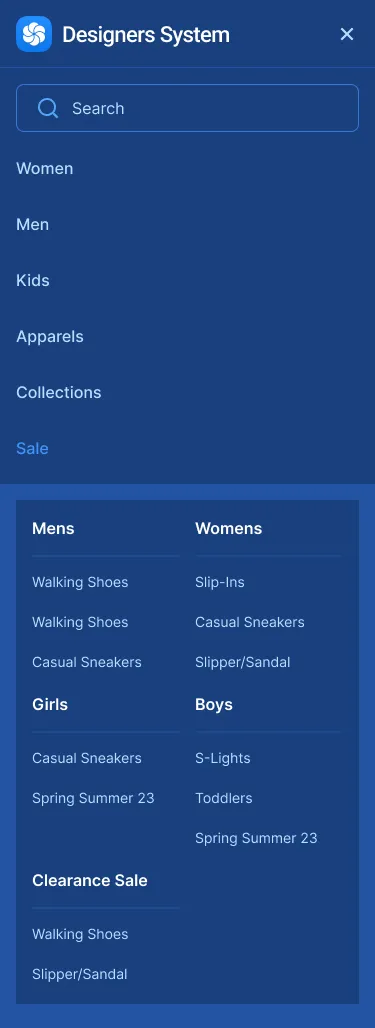 Designers System
Search
Women
Men
Kids
Apparels
Collections
Sale
Mens
Walking Shoes
Walking Shoes
Casual Sneakers
Womens
Slip-Ins
Casual Sneakers
Slipper/Sandal
Girls
Casual Sneakers
Spring Summer 23
Boys
S-Lights
Toddlers
Spring Summer 23
Clearance Sale
Walking Shoes
Slipper/Sandal